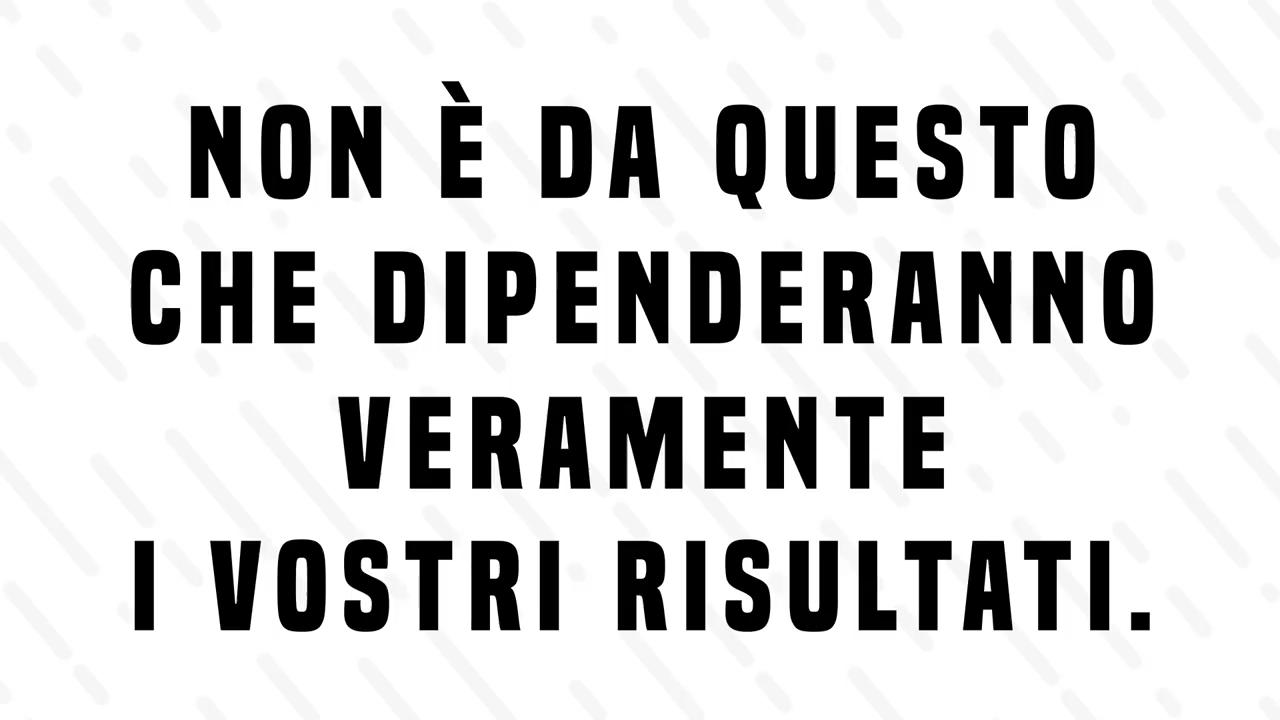 NON È DA QUESTO
CHE DIPENDERANNO
VERAMENTE
I VOSTRI RISULTATI.